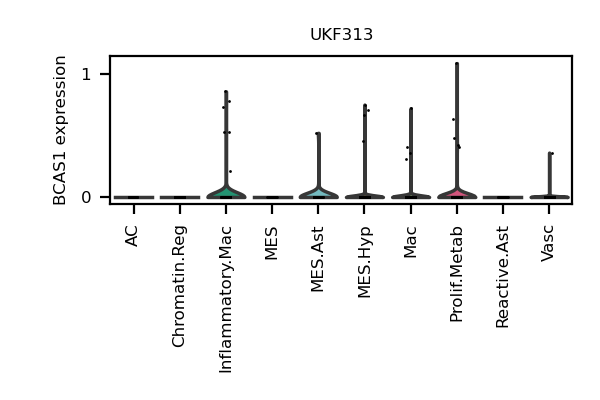 UKF313
BCAS1 expression
1
0
AC
Chromatin.Reg
Inflammatory.Mac
MES
MES.Ast
MES.Hyp
Mac
Prolif.Metab
Reactive.Ast
Vasc